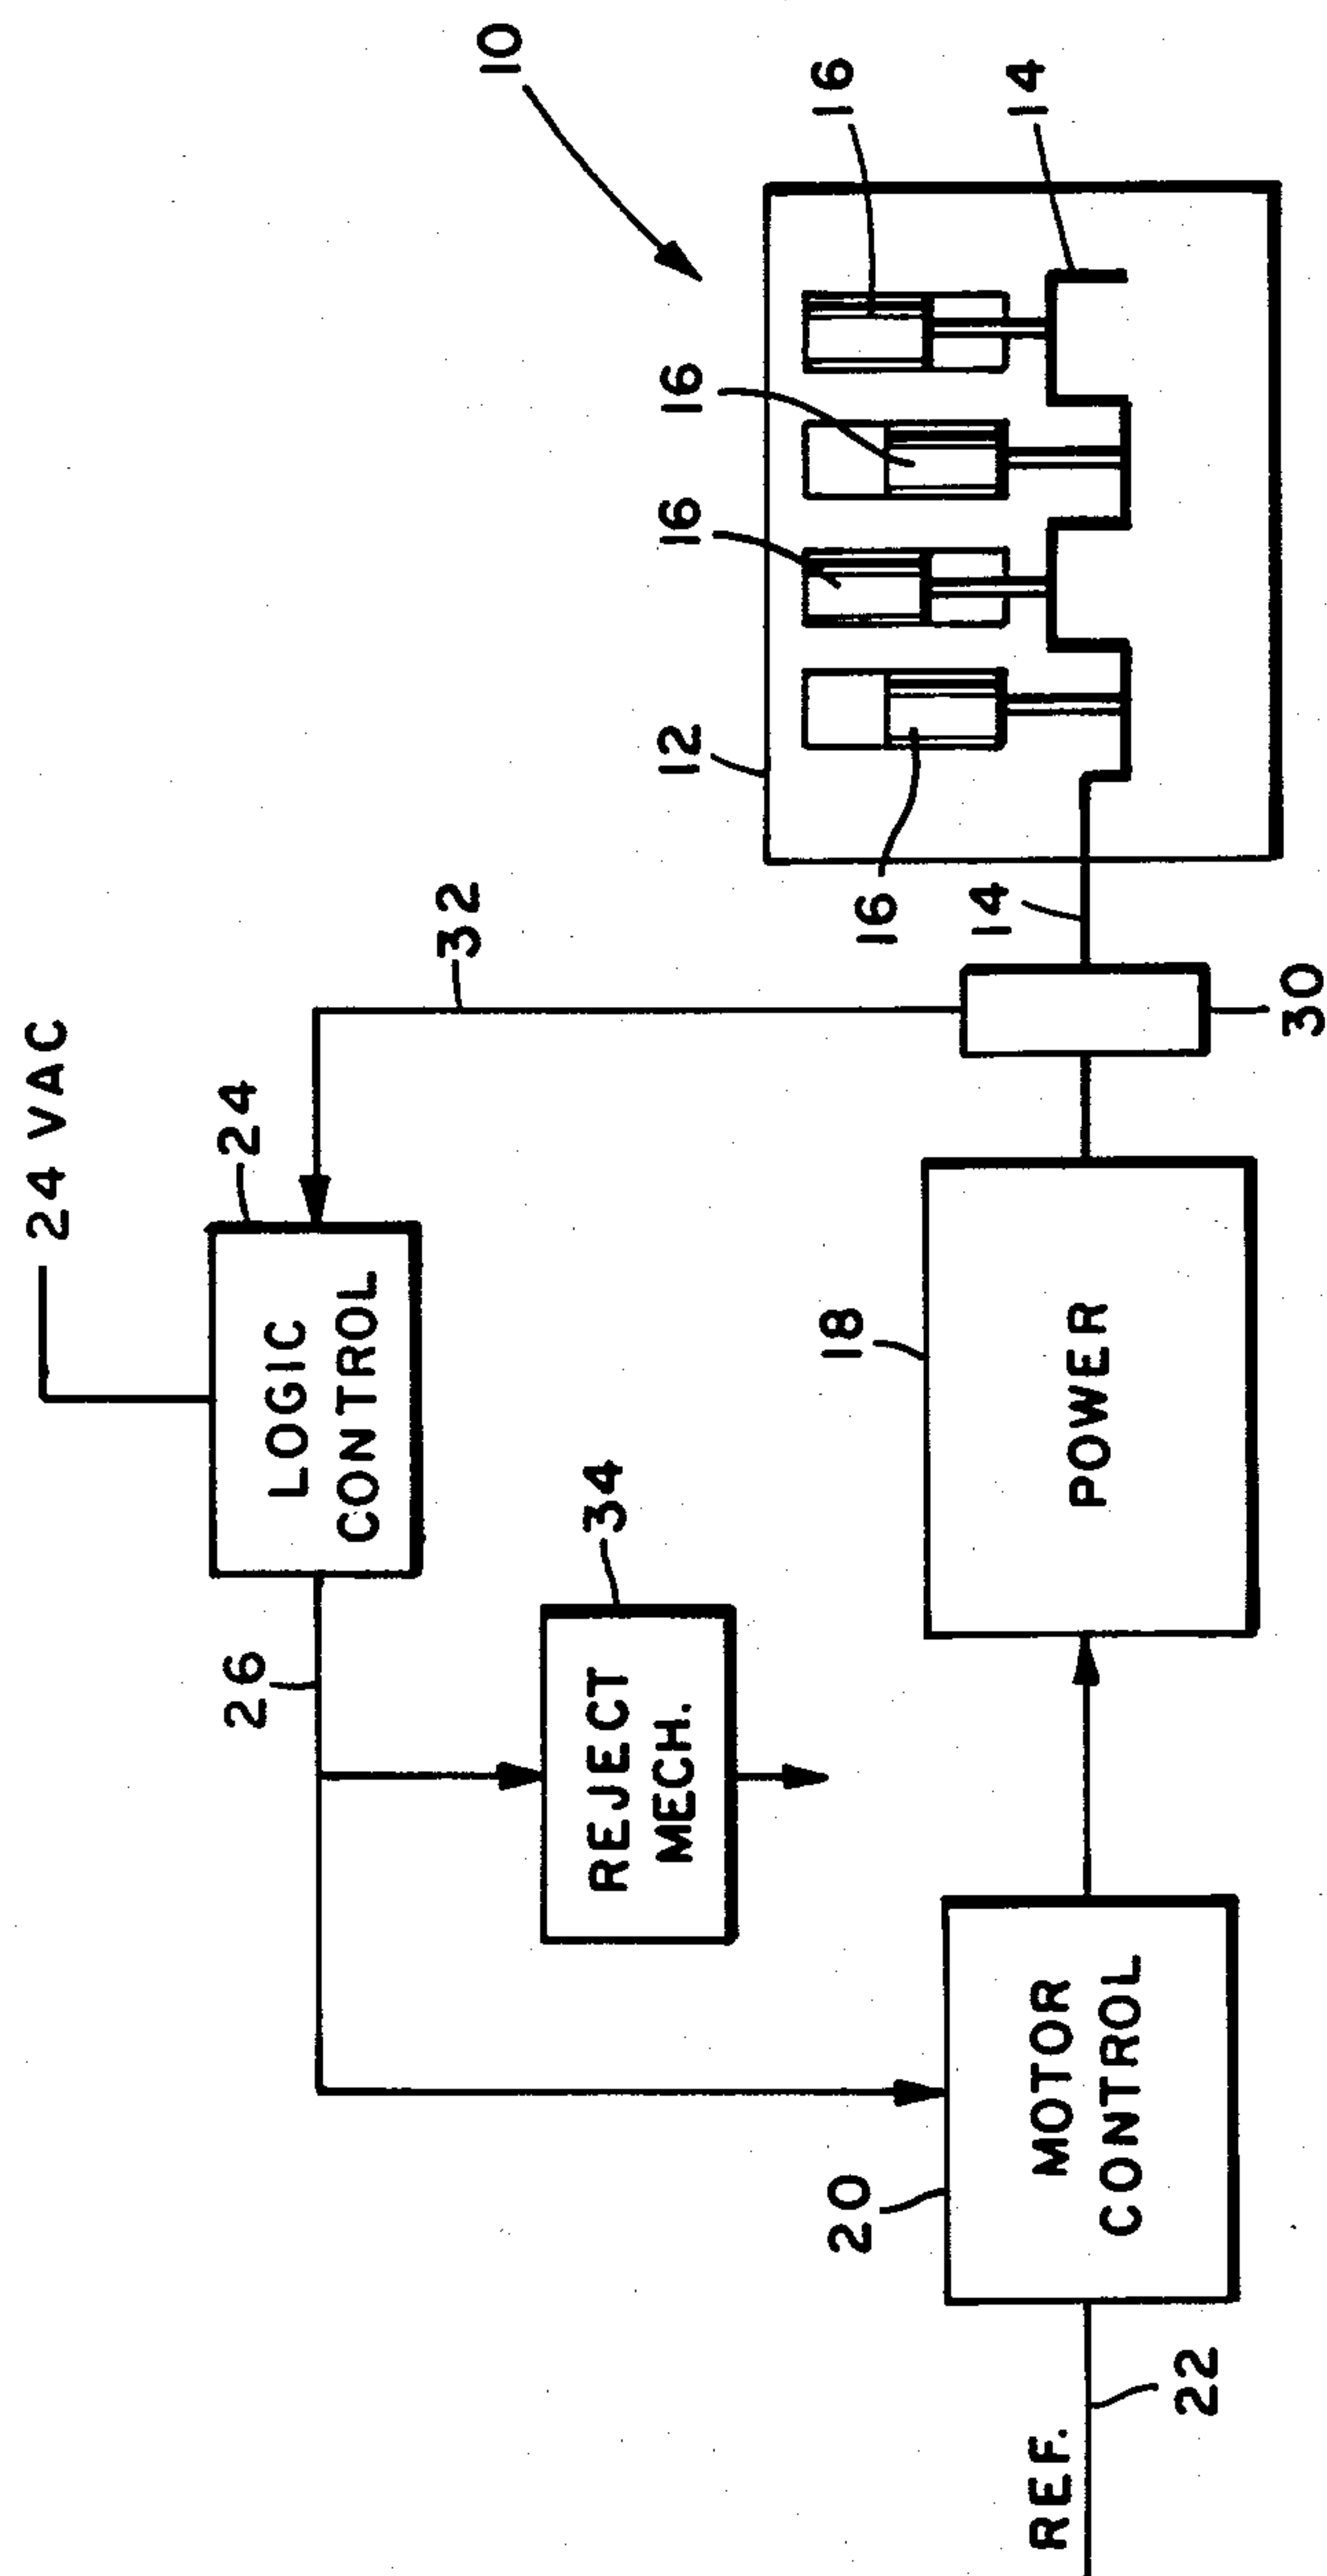 24 VAC
24
LOGIC
CONTROL
26
32
10
34
REJECT
MECH.
12
16
16
16
16
14
14
18
POWER
30
20
MOTOR
CONTROL
REF.
22